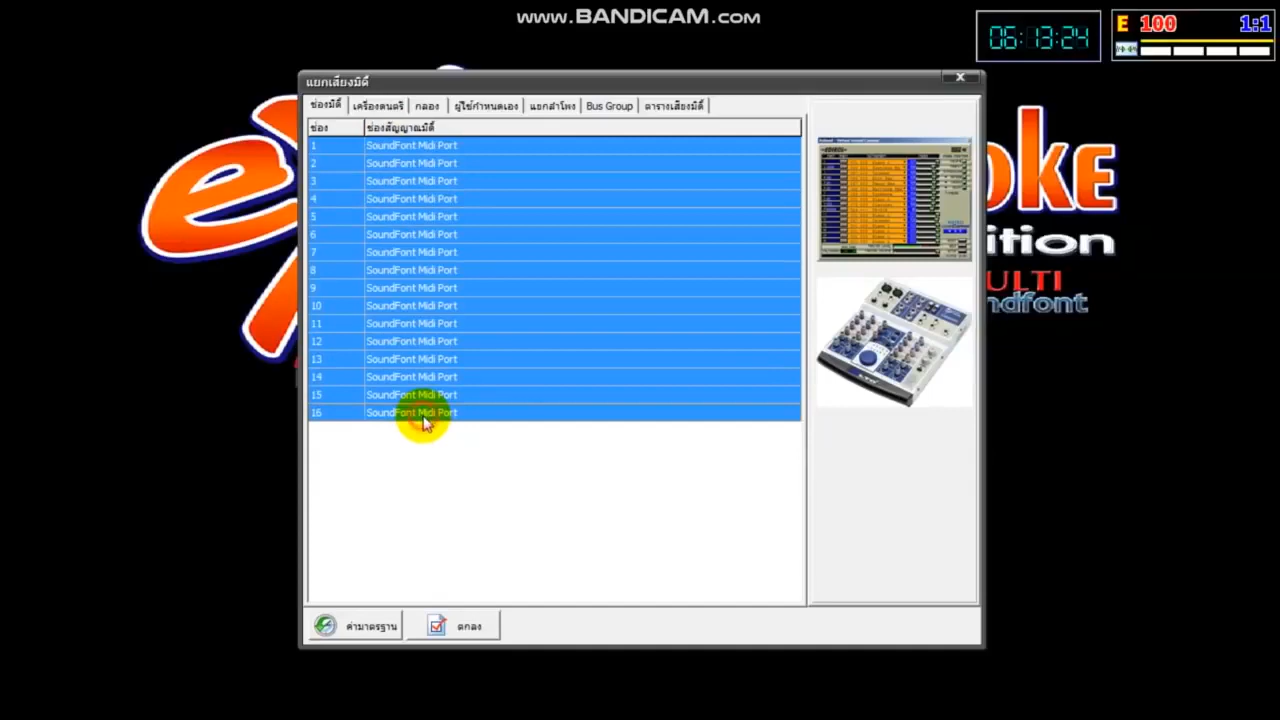 www.BANDICAM.com
06:13:24
E 100 1:1
แยกเสียงมิดี้
ช่องมิดี้ เครื่องดนตรี กลอง ผู้ใช้กำหนดเอง แยกลำโพง Bus Group ตารางเสียงมิดี้
ช่อง ช่องสัญญาณมิดี้
1 SoundFont Midi Port
2 SoundFont Midi Port
3 SoundFont Midi Port
4 SoundFont Midi Port
5 SoundFont Midi Port
6 SoundFont Midi Port
7 SoundFont Midi Port
8 SoundFont Midi Port
9 SoundFont Midi Port
10 SoundFont Midi Port
11 SoundFont Midi Port
12 SoundFont Midi Port
13 SoundFont Midi Port
14 SoundFont Midi Port
15 SoundFont Midi Port
16 SoundFont Midi Port
e
oke
ition
ULTI
ndfont
ค่ามาตรฐาน ตกลง